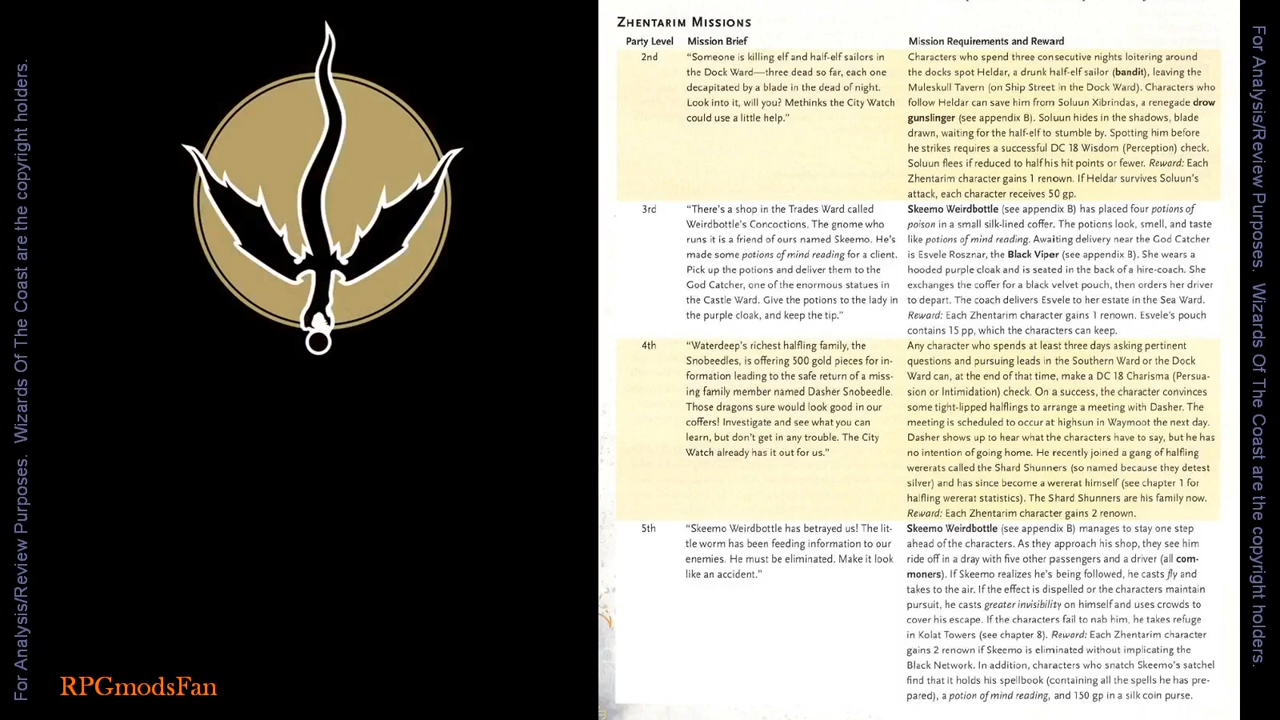 For Analysis/Review Purposes. Wizards Of The Coast are the copyright holders.
RPGmodsFan
ZHENTARIM MISSIONS
Party Level Mission Brief Mission Requirements and Reward
2nd
“Someone is killing elf and half-elf sailors in
the Dock Ward—three dead so far, each one
decapitated by a blade in the dead of night.
Look into it, will you? Methinks the City Watch
could use a little help.”
Characters who spend three consecutive nights loitering around
the docks spot Heldar, a drunk half-elf sailor (bandit), leaving the
Muleskull Tavern (on Ship Street in the Dock Ward). Characters who
follow Heldar can save him from Soluun Xibrindas, a renegade drow
gunslinger (see appendix B). Soluun hides in the shadows, blade
drawn, waiting for the half-elf to stumble by. Spotting him before
he strikes requires a successful DC 18 Wisdom (Perception) check.
Soluun flees if reduced to half his hit points or fewer. Reward: Each
Zhentarim character gains 1 renown. If Heldar survives Soluun's
attack, each character receives 50 gp.
3rd
“There's a shop in the Trades Ward called
Weirdbottle's Concoctions. The gnome who
runs it is a friend of ours named Skeemo. He's
made some potions of mind reading for a client.
Pick up the potions and deliver them to the
God Catcher, one of the enormous statues in
the Castle Ward. Give the potions to the lady in
the purple cloak, and keep the tip.”
Skeemo Weirdbottle (see appendix B) has placed four potions of
poison in a small silk-lined coffer. The potions look, smell, and taste
like potions of mind reading. Awaiting delivery near the God Catcher
is Esvele Rosznar, the Black Viper (see appendix B). She wears a
hooded purple cloak and is seated in the back of a hire-coach. She
exchanges the coffer for a black velvet pouch, then orders her driver
to depart. The coach delivers Esvele to her estate in the Sea Ward.
Reward: Each Zhentarim character gains 1 renown. Esvele's pouch
contains 15 pp, which the characters can keep.
4th
“Waterdeep's richest halfling family, the
Snobeedles, is offering 500 gold pieces for in-
formation leading to the safe return of a miss-
ing family member named Dasher Snobeedle.
Those dragons sure would look good in our
coffers! Investigate and see what you can
learn, but don't get in any trouble. The City
Watch already has it out for us.”
Any character who spends at least three days asking pertinent
questions and pursuing leads in the Southern Ward or the Dock
Ward can, at the end of that time, make a DC 18 Charisma (Persua-
sion or Intimidation) check. On a success, the character convinces
some tight-lipped halflings to arrange a meeting with Dasher. The
meeting is scheduled to occur at highsun in Waymoot the next day.
Dasher shows up to hear what the characters have to say, but he has
no intention of going home. He recently joined a gang of halfling
wererats called the Shard Shunners (so named because they detest
silver) and has since become a wererat himself (see chapter 1 for
halfling wererat statistics). The Shard Shunners are his family now.
Reward: Each Zhentarim character gains 2 renown.
5th
“Skeemo Weirdbottle has betrayed us! The lit-
tle worm has been feeding information to our
enemies. He must be eliminated. Make it look
like an accident.”
Skeemo Weirdbottle (see appendix B) manages to stay one step
ahead of the characters. As they approach his shop, they see him
ride off in a dray with five other passengers and a driver (all com-
moners). If Skeemo realizes he's being followed, he casts fly and
takes to the air. If the effect is dispelled or the characters maintain
pursuit, he casts greater invisibility on himself and uses crowds to
cover his escape. If the characters fail to nab him, he takes refuge
in Kolat Towers (see chapter 8). Reward: Each Zhentarim character
gains 2 renown if Skeemo is eliminated without implicating the
Black Network. In addition, characters who snatch Skeemo's satchel
find that it holds his spellbook (containing all the spells he has pre-
pared), a potion of mind reading, and 150 gp in a silk coin purse.
For Analysis/Review Purposes. Wizards Of The Coast are the copyright holders.